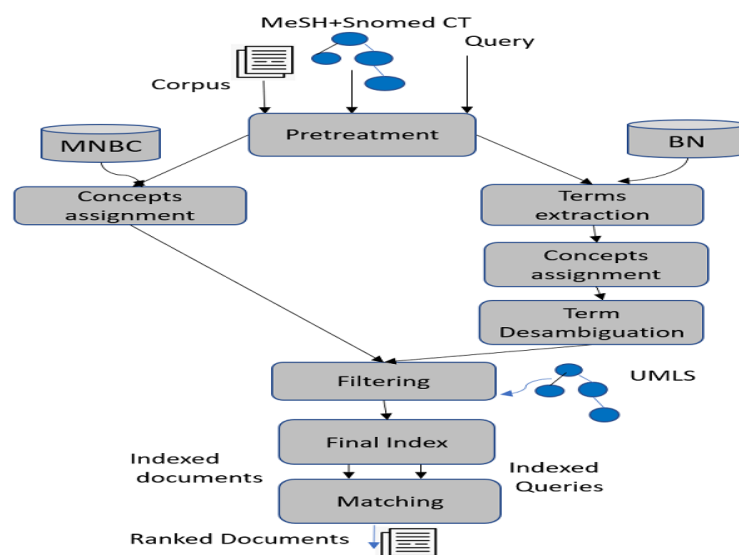 MeSH+Snomed CT
Query
Corpus
Pretreatment
MNBC
BN
Concepts
assignment
Terms
extraction
Concepts
assignment
Term
Desambiguation
Filtering
UMLS
Final Index
Indexed
documents
Indexed
Queries
Matching
Ranked Documents